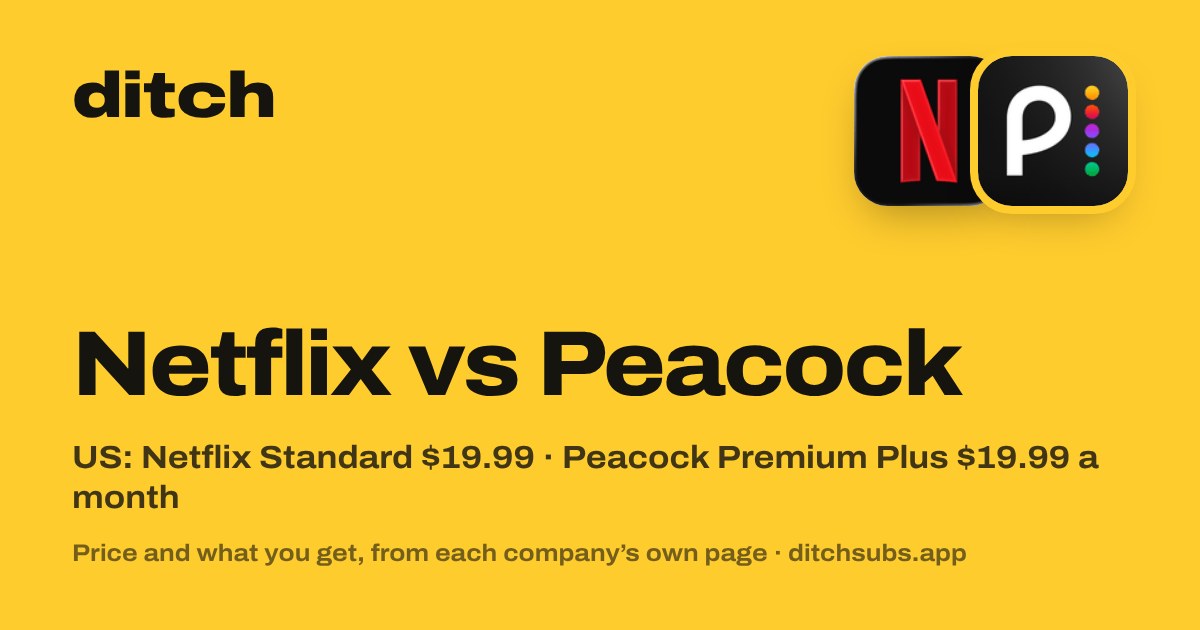 ditch
N P
Netflix vs Peacock
US: Netflix Standard $19.99 · Peacock Premium Plus $19.99 a
month
Price and what you get, from each company’s own page · ditchsubs.app